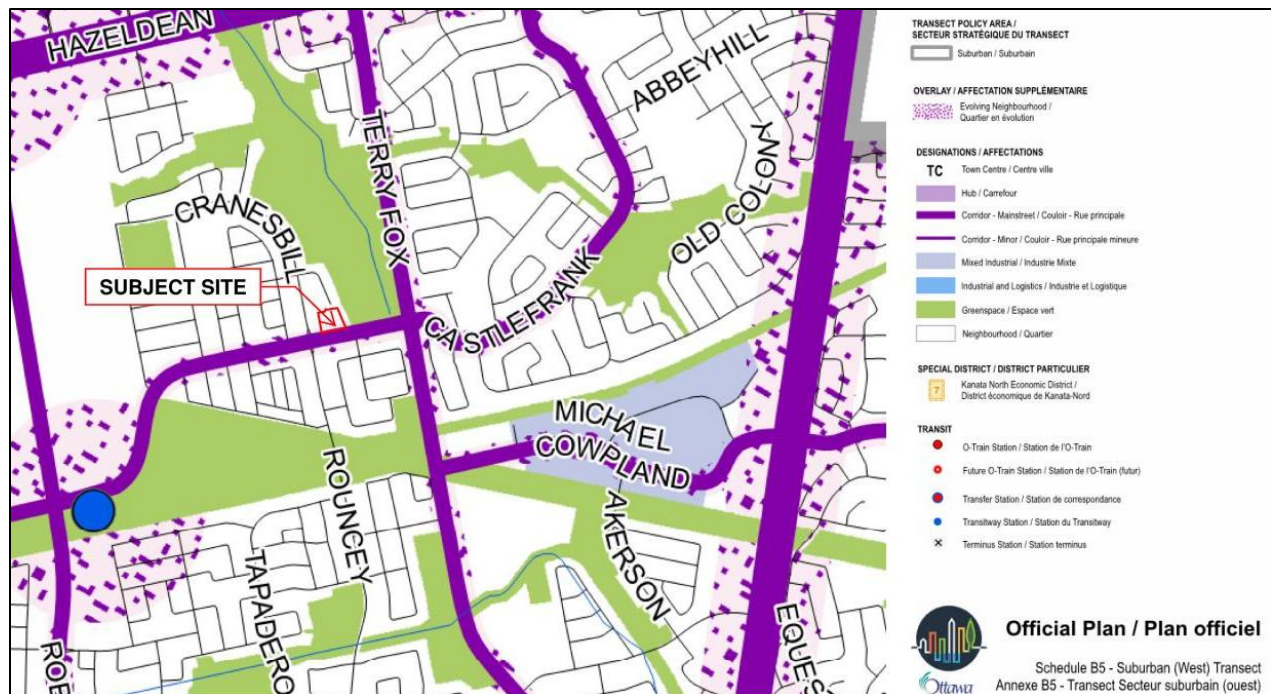 HAZELDEAN
TERRY FOX
ABBEYHILL
OLD COLONY
CRANESBILL
SUBJECT SITE
CASTLEFRANK
MICHAEL
COWPLAND
ROUNCEY
AKERSON
TAPADERO
TRANSECT POLICY AREA /
SECTEUR STRATÉGIQUE DU TRANSECT
Suburban / Suburbain
OVERLAY / AFFECTATION SUPPLÉMENTAIRE
Evolving Neighbourhood /
Quartier en évolution
DESIGNATIONS / AFFECTATIONS
TC Town Centre / Centre ville
Hub / Carrefour
Corridor - Mainstreet / Couloir - Rue principale
Corridor - Minor / Couloir - Rue principale mineure
Mixed Industrial / Industrie Mixte
Industrial and Logistics / Industrie et Logistique
Greenspace / Espace vert
Neighbourhood / Quartier
SPECIAL DISTRICT / DISTRICT PARTICULIER
7 Kanata North Economic District /
District économique de Kanata-Nord
TRANSIT
O-Train Station / Station de l'O-Train
Future O-Train Station / Station de l'O-Train (futur)
Transfer Station / Station de correspondance
Transitway Station / Station du Transitway
Terminus Station / Station terminus
ROB
EQUEST
Ottawa
Official Plan / Plan officiel
Schedule B5 - Suburban (West) Transect
Annexe B5 - Transect Secteur suburbain (ouest)